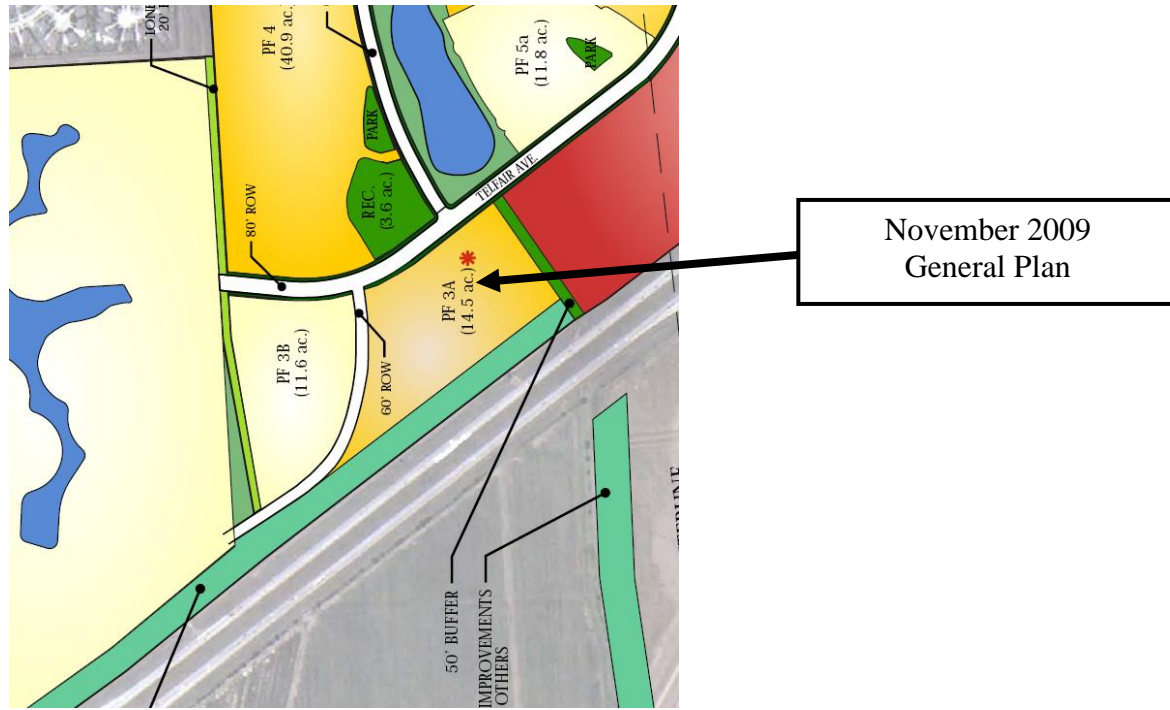 PF 4
(40.9 ac.)
PF 5a
(11.8 ac.)
PARK
PARK
REC.
(3.6 ac.)
TELFAIR AVE.
80' ROW
PF 3A
(14.5 ac.)
PF 3B
(11.6 ac.)
60' ROW
50' BUFFER
IMPROVEMENTS
OTHERS
November 2009
General Plan